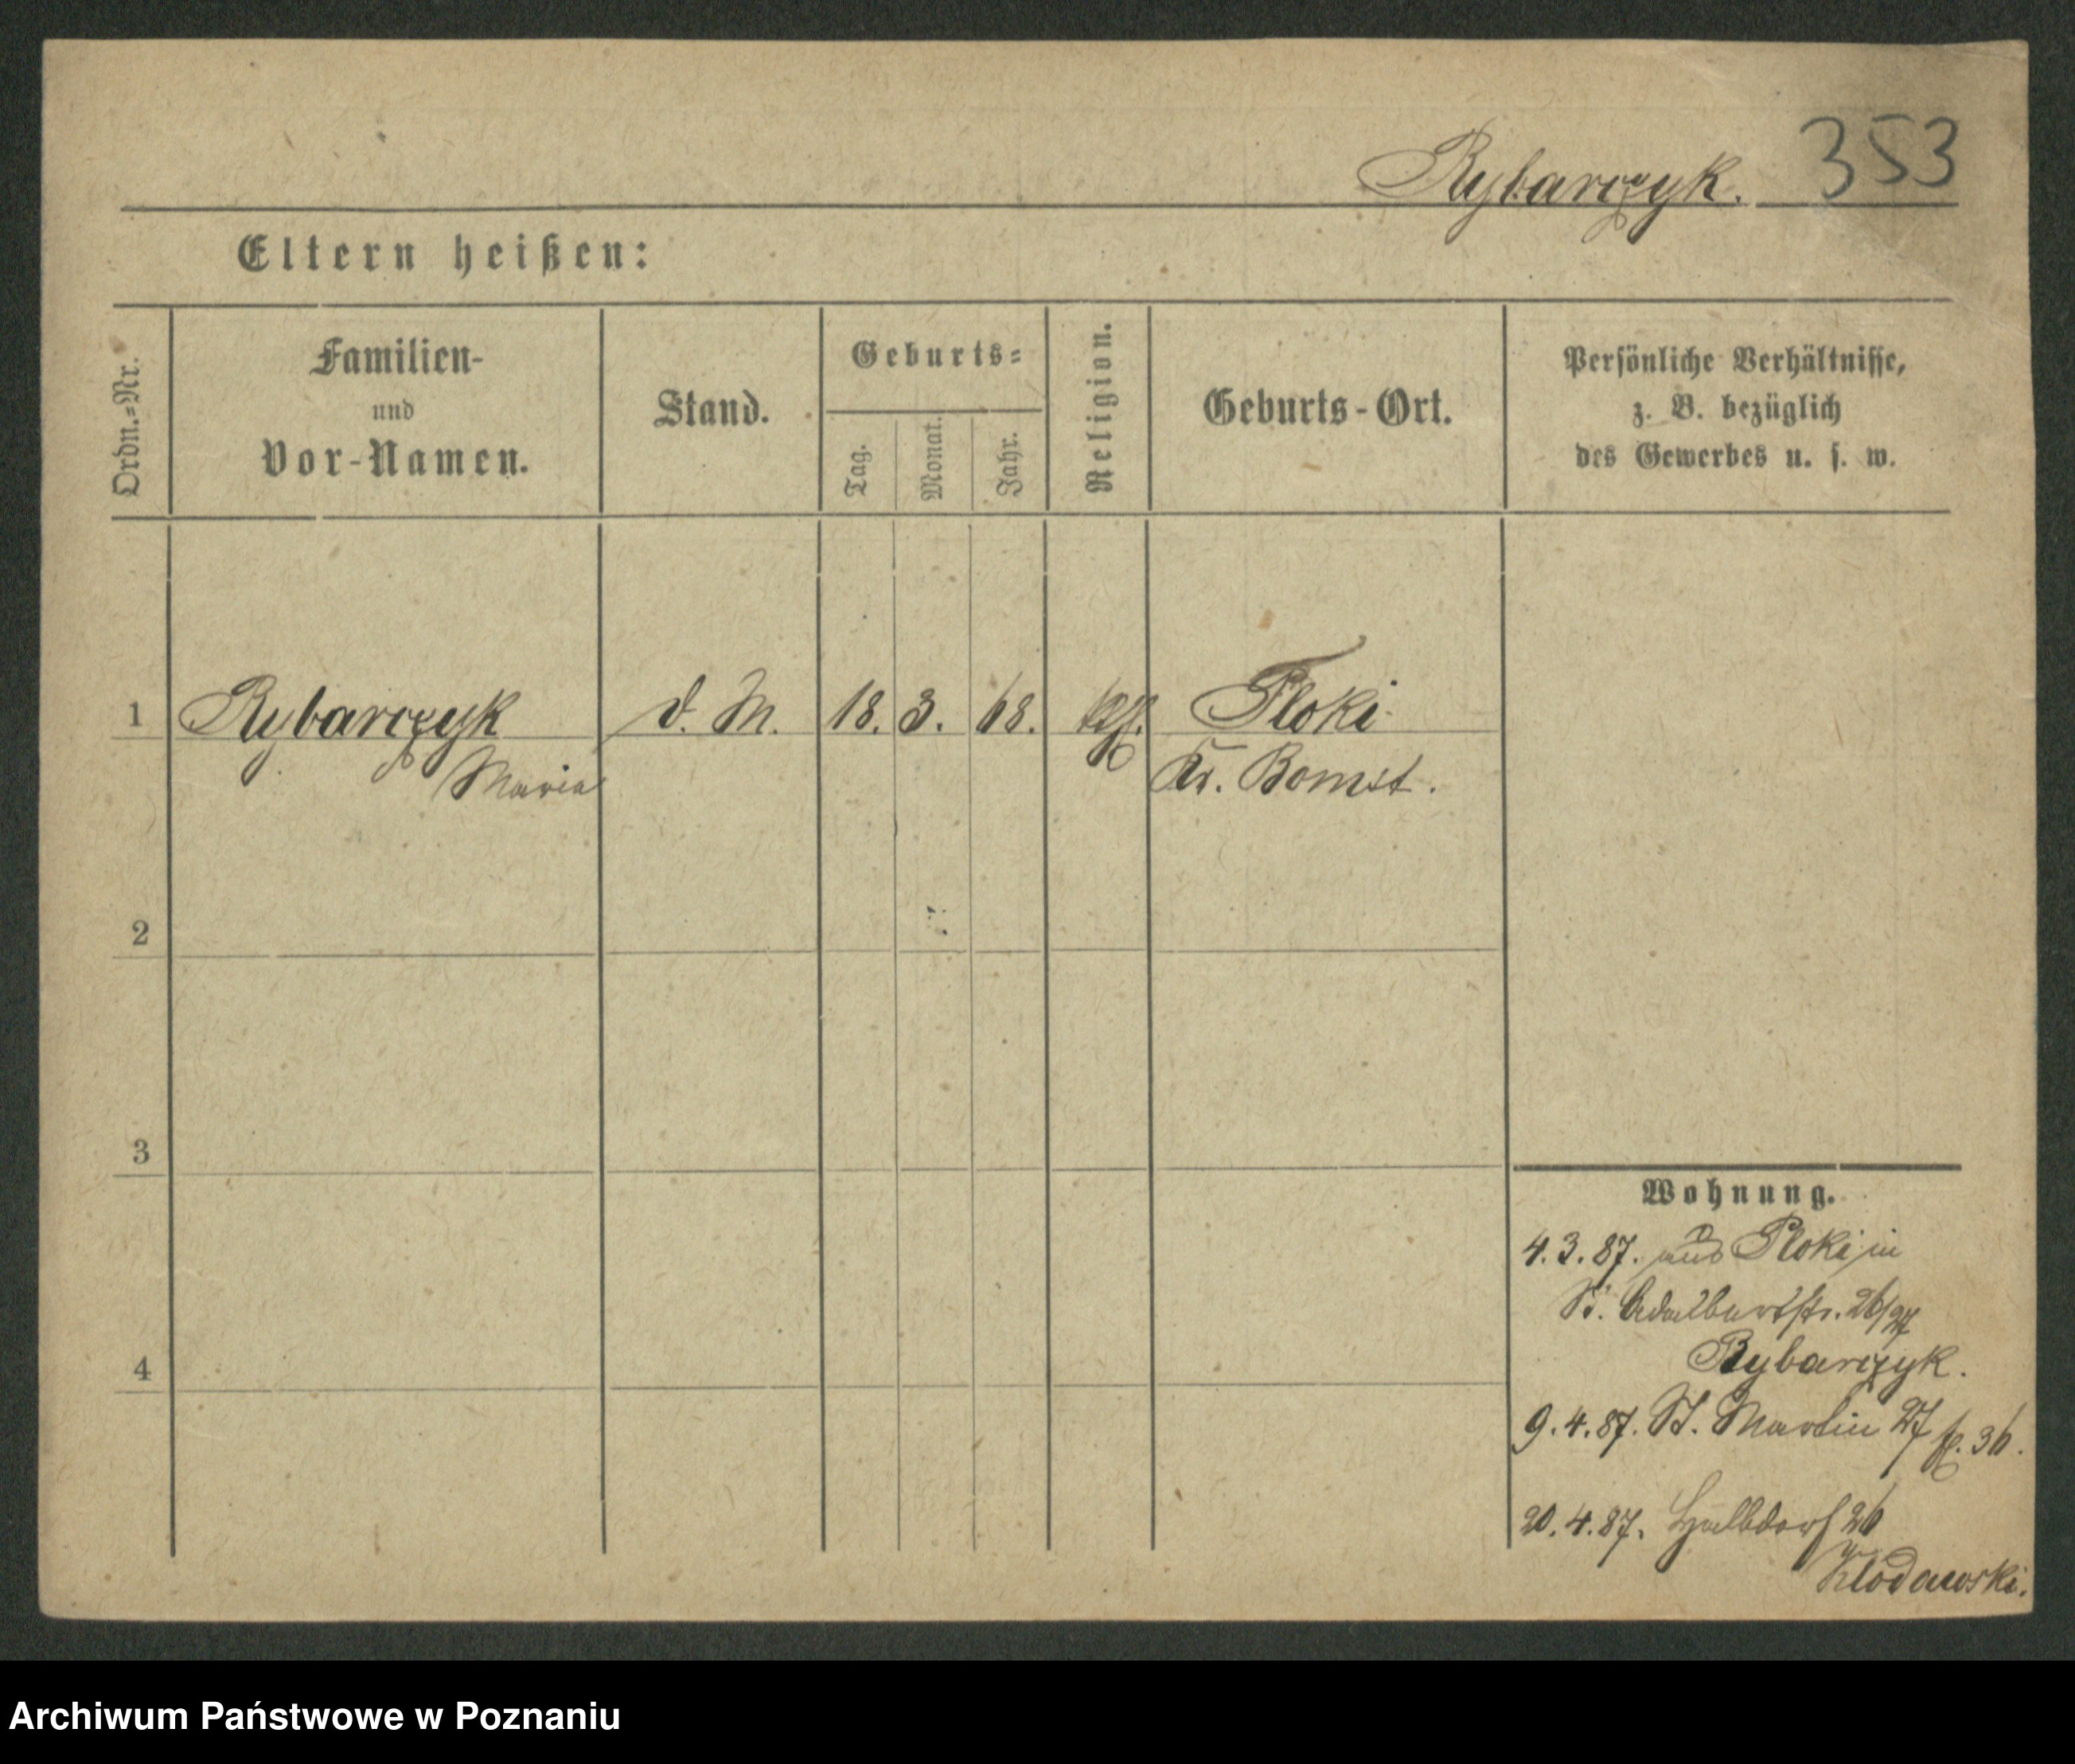 Rybarczyk. 353
Eltern heißen:
Ordn.=Nr.
Familien-
und
Vor-Namen.
Stand.
Geburts=
Tag.
Monat.
Jahr.
Religion.
Geburts-Ort.
Persönliche Verhältnisse,
z. B. bezüglich
des Gewerbes u. s. w.
1 Rybarczyk d. M. 18. 3. 68. Ploki
Maria Kr. Bomst.
2
3
4
Wohnung.
4.3.87. aus Ploki in
St. Adalbertstr. 26/27
Rybarczyk.
9.4.87. St. Martin 27 36.
20.4.87. Halbdorf 26
Klodawski.
Archiwum Państwowe w Poznaniu